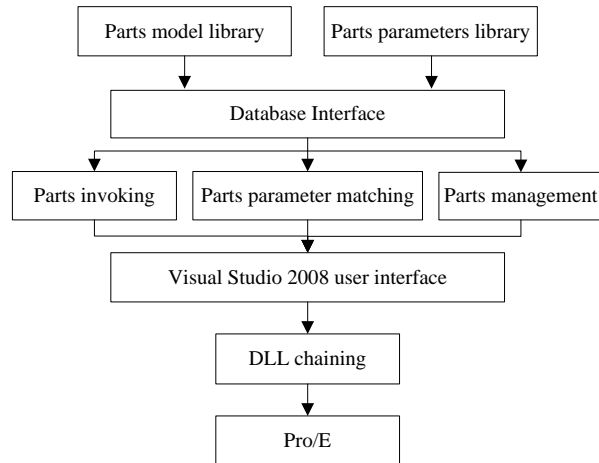 Parts model library
Parts parameters library
Database Interface
Parts invoking
Parts parameter matching
Parts management
Visual Studio 2008 user interface
DLL chaining
Pro/E